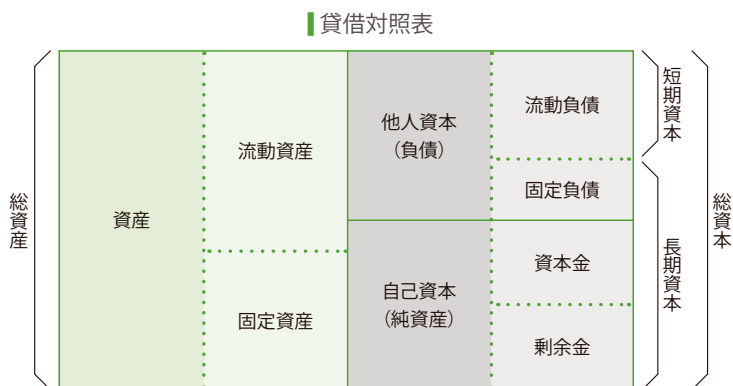 貸借対照表
総資産
資産
流動資産
固定資産
他人資本
（負債）
自己資本
（純資産）
流動負債
固定負債
資本金
剰余金
短期資本
長期資本
総資本